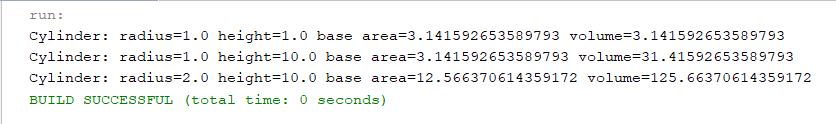 run:
Cylinder: radius=1.0 height=1.0 base area=3.141592653589793 volume=3.141592653589793
Cylinder: radius=1.0 height=10.0 base area=3.141592653589793 volume=31.41592653589793
Cylinder: radius=2.0 height=10.0 base area=12.566370614359172 volume=125.66370614359172
BUILD SUCCESSFUL (total time: 0 seconds)